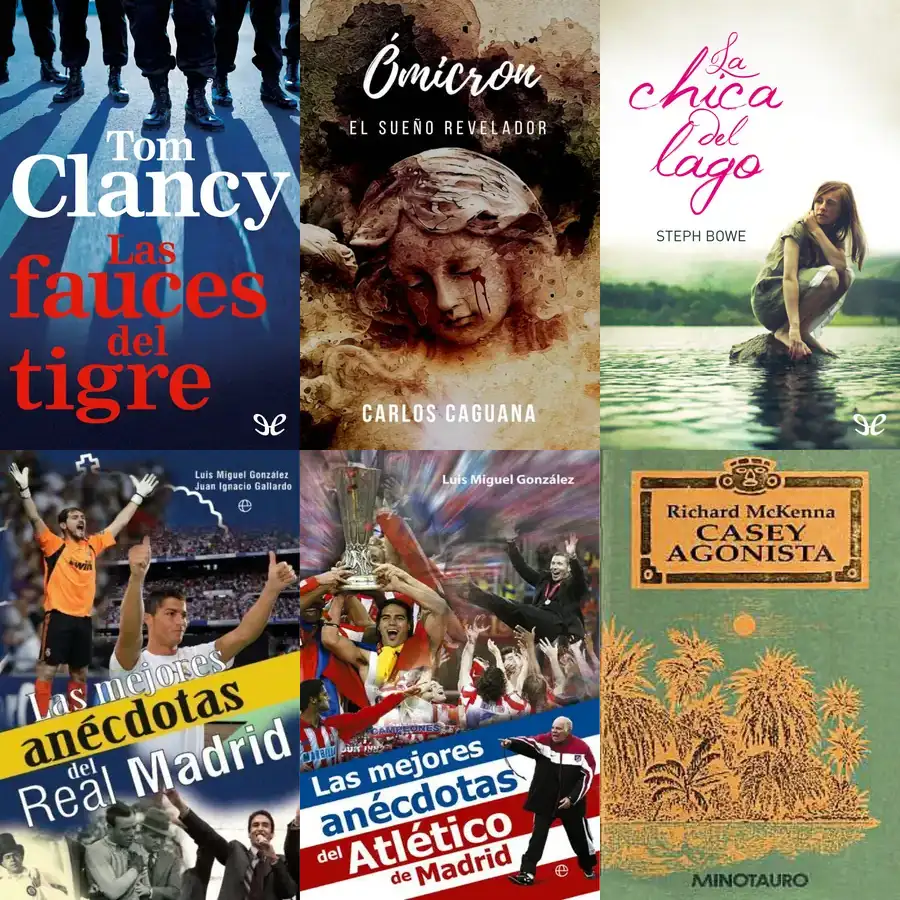 Tom
Clancy
Las
fauces
del
tigre
Ómicron
EL SUEÑO REVELADOR
CARLOS CAGUANA
La
chica
del
lago
STEPH BOWE
Luis Miguel González
Juan Ignacio Gallardo
Las mejores
anécdotas
del
Real Madrid
Luis Miguel González
CAMPEONES
Las mejores
anécdotas
del Atlético
de Madrid
Richard McKenna
CASEY
AGONISTA
MINOTAURO